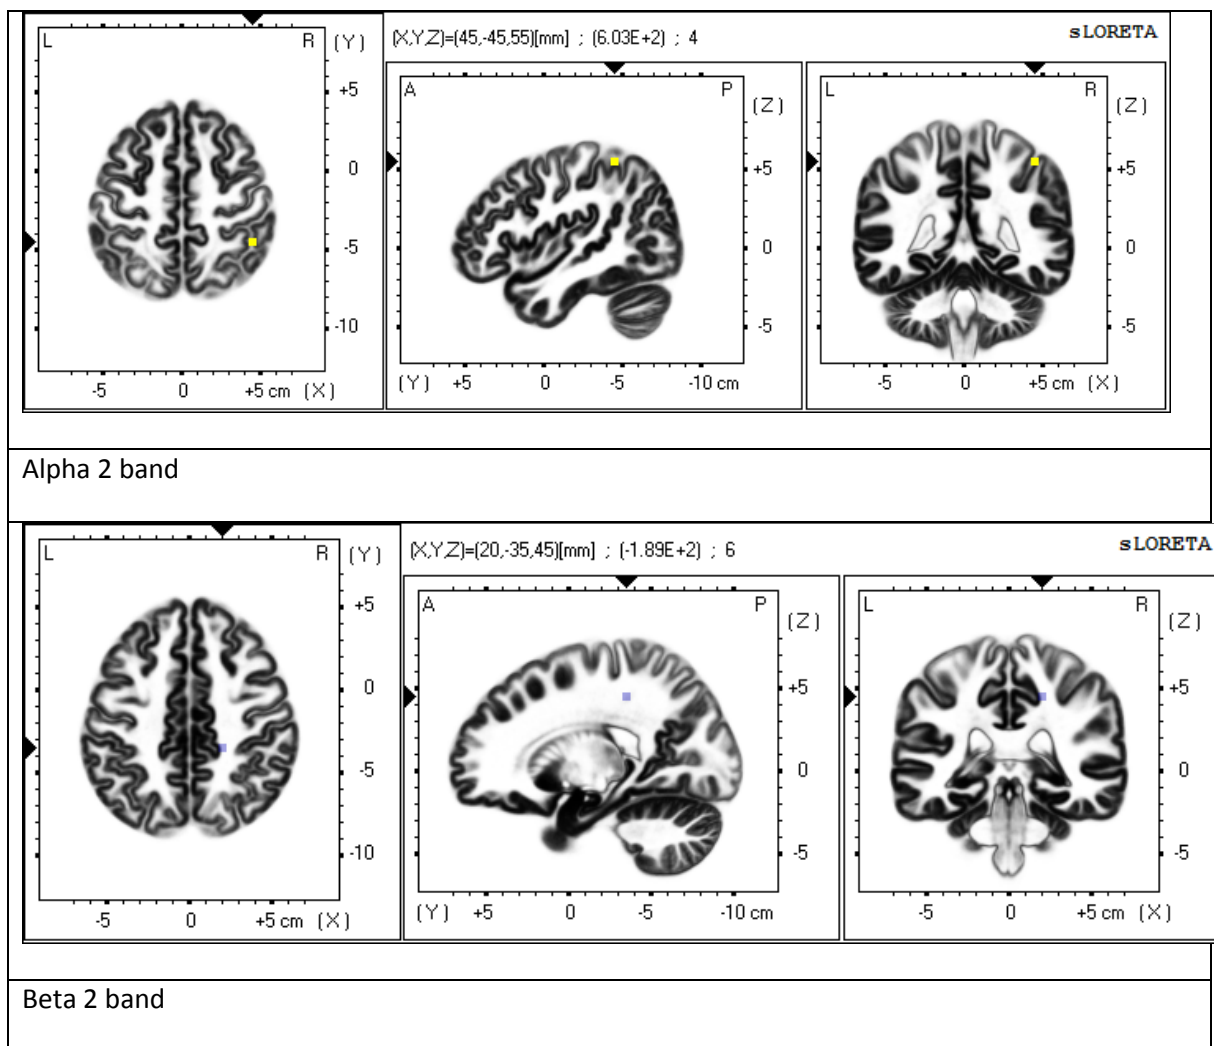 L R (Y)
(X,Y,Z)=(45,-45,55)[mm] ; (6.03E+2) ; 4
sLORETA
+5
0
-5
-10
-5 0 +5 cm (X)
A P (Z)
+5
0
-5
(Y) +5 0 -5 -10 cm
L R (Z)
+5
0
-5
-5 0 +5 cm (X)
Alpha 2 band
L R (Y)
(X,Y,Z)=(20,-35,45)[mm] ; (-1.89E+2) ; 6
sLORETA
+5
0
-5
-10
-5 0 +5 cm (X)
A P (Z)
+5
0
-5
(Y) +5 0 -5 -10 cm
L R (Z)
+5
0
-5
-5 0 +5 cm (X)
Beta 2 band